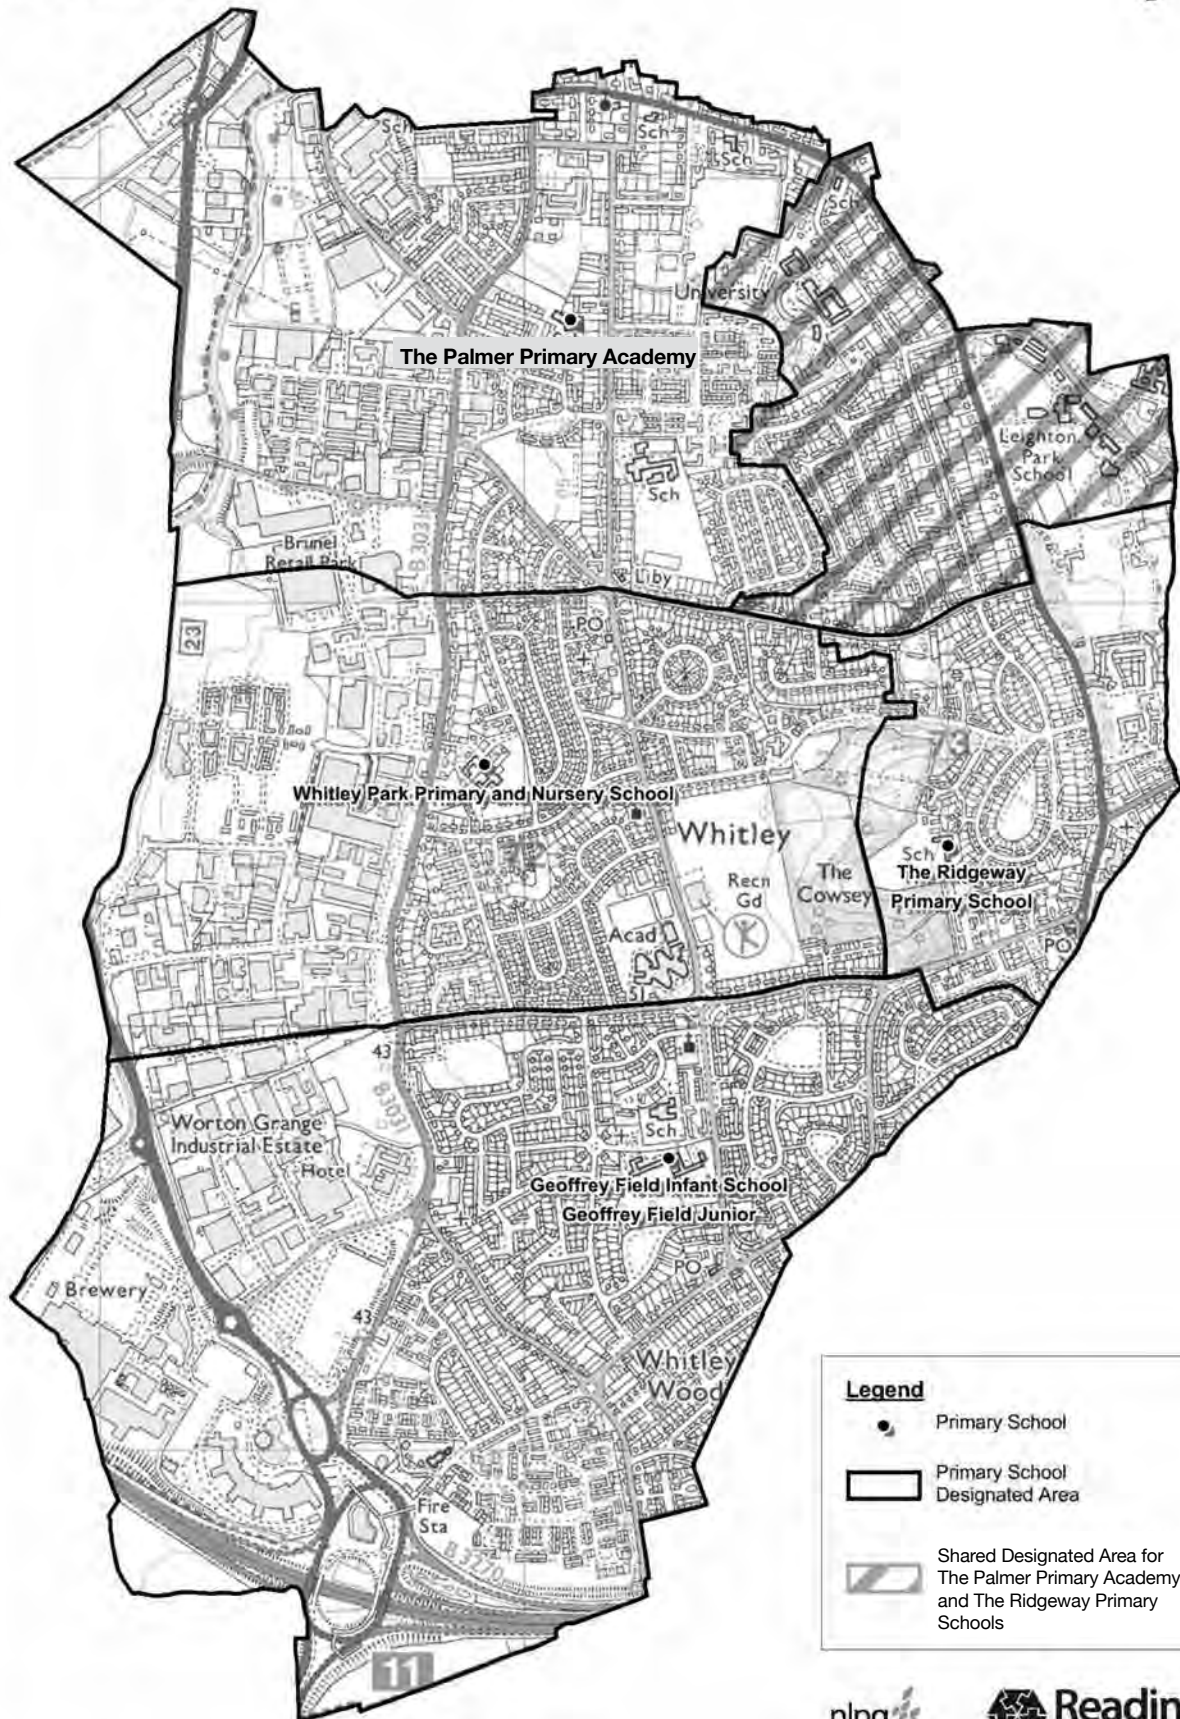 Sch
Sch
Sch
Sch
University
The Palmer Primary Academy
Leighton
Park
School
Sch
Brunel
Retail Park
B 3031
Liby
23
PO
Whitley Park Primary and Nursery School
Whitley
Sch
The Ridgeway
Primary School
The
Cowsey
Recn
Gd
Acad
51
PO
43
B 3031
Worton Grange
Industrial Estate
Hotel
Sch
Geoffrey Field Infant School
Geoffrey Field Junior
PO
Brewery
43
Whitley
Wood
Fire
Sta
B 3270
11
Legend
Primary School
Primary School
Designated Area
Shared Designated Area for
The Palmer Primary Academy
and The Ridgeway Primary
Schools
nlpg
Readin